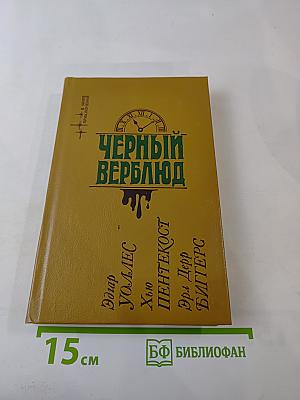 ЧЕРНЫЙ
ВЕРБЛЮД
Эдгар
УОЛЛЕС
Хью
ПЕНТЕКОСТ
Эрл Дерр
БИГГЕРС
15 см
БФ БИБЛИОФАН